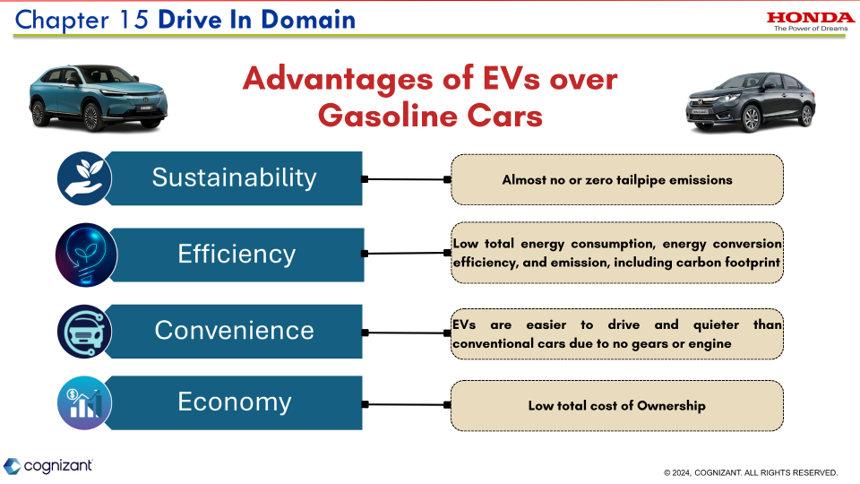 Chapter 15 Drive In Domain
HONDA
The Power of Dreams
Advantages of EVs over
Gasoline Cars
Sustainability
Almost no or zero tailpipe emissions
Efficiency
Low total energy consumption, energy conversion
efficiency, and emission, including carbon footprint
Convenience
EVs are easier to drive and quieter than
conventional cars due to no gears or engine
Economy
Low total cost of Ownership
cognizant
© 2024, COGNIZANT. ALL RIGHTS RESERVED.